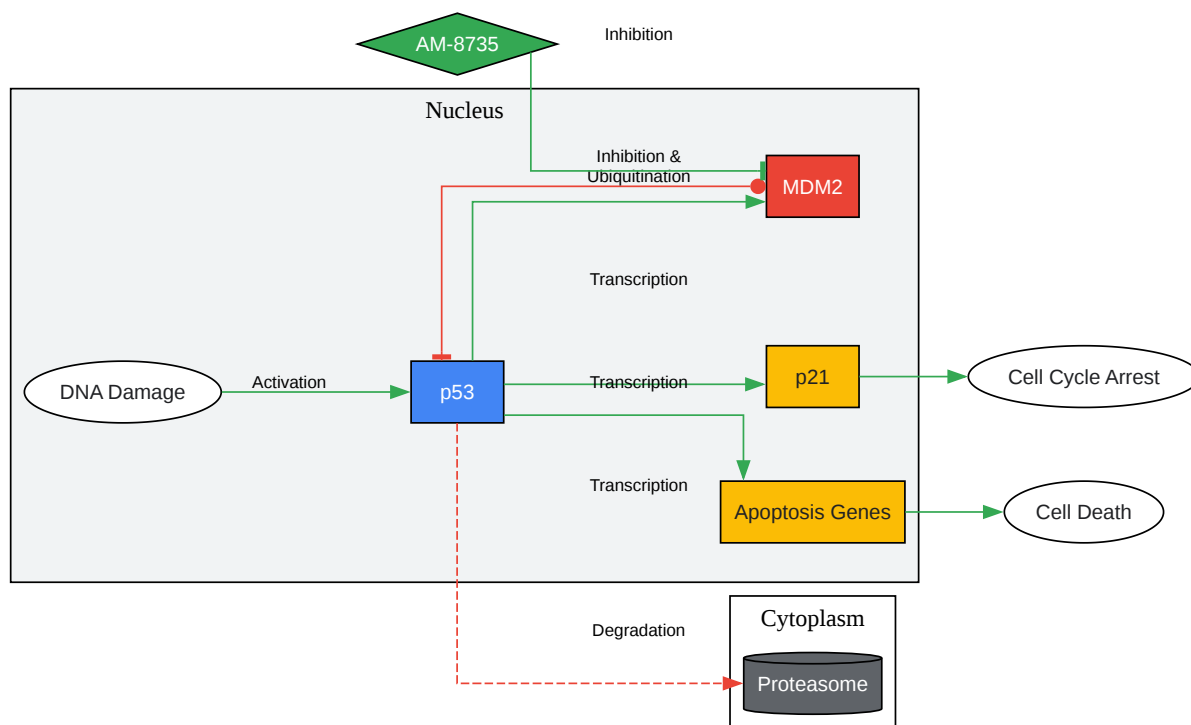 AM-8735
Inhibition
Nucleus
Inhibition &
Ubiquitination
MDM2
Transcription
DNA Damage
Activation
p53
Transcription
p21
Cell Cycle Arrest
Transcription
Apoptosis Genes
Cell Death
Degradation
Cytoplasm
Proteasome